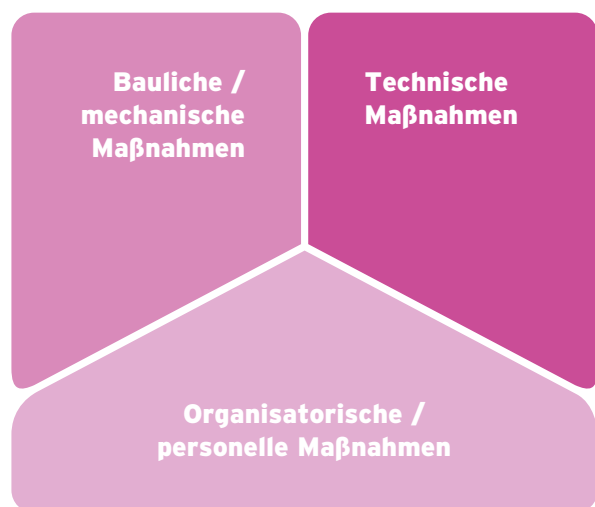 Bauliche /
mechanische
Maßnahmen
Technische
Maßnahmen
Organisatorische /
personelle Maßnahmen